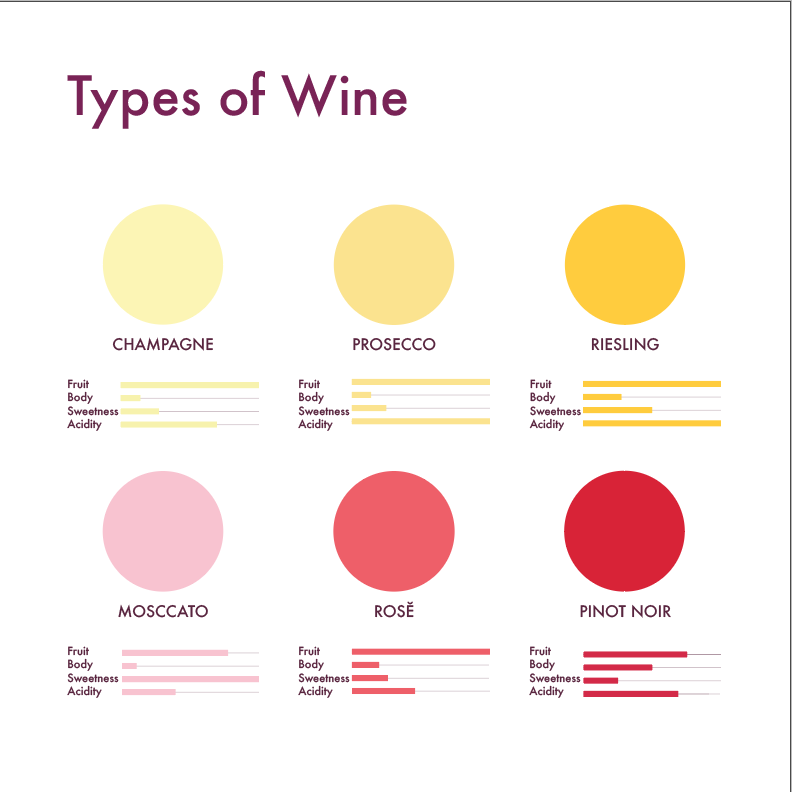 Types of Wine
CHAMPAGNE
Fruit
Body
Sweetness
Acidity
PROSECCO
Fruit
Body
Sweetness
Acidity
RIESLING
Fruit
Body
Sweetness
Acidity
MOSCCATO
Fruit
Body
Sweetness
Acidity
ROSĔ
Fruit
Body
Sweetness
Acidity
PINOT NOIR
Fruit
Body
Sweetness
Acidity